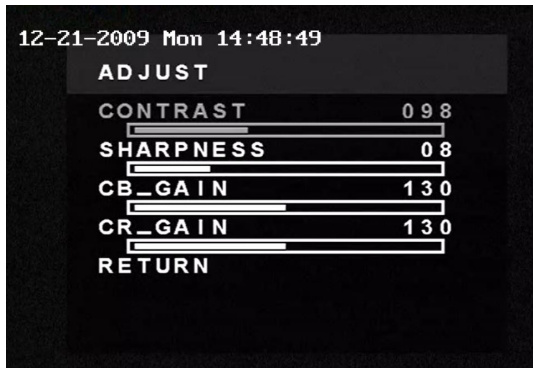 12-21-2009 Mon 14:48:49
ADJUST
CONTRAST 098
SHARPNESS 08
CB_GAIN 130
CR_GAIN 130
RETURN